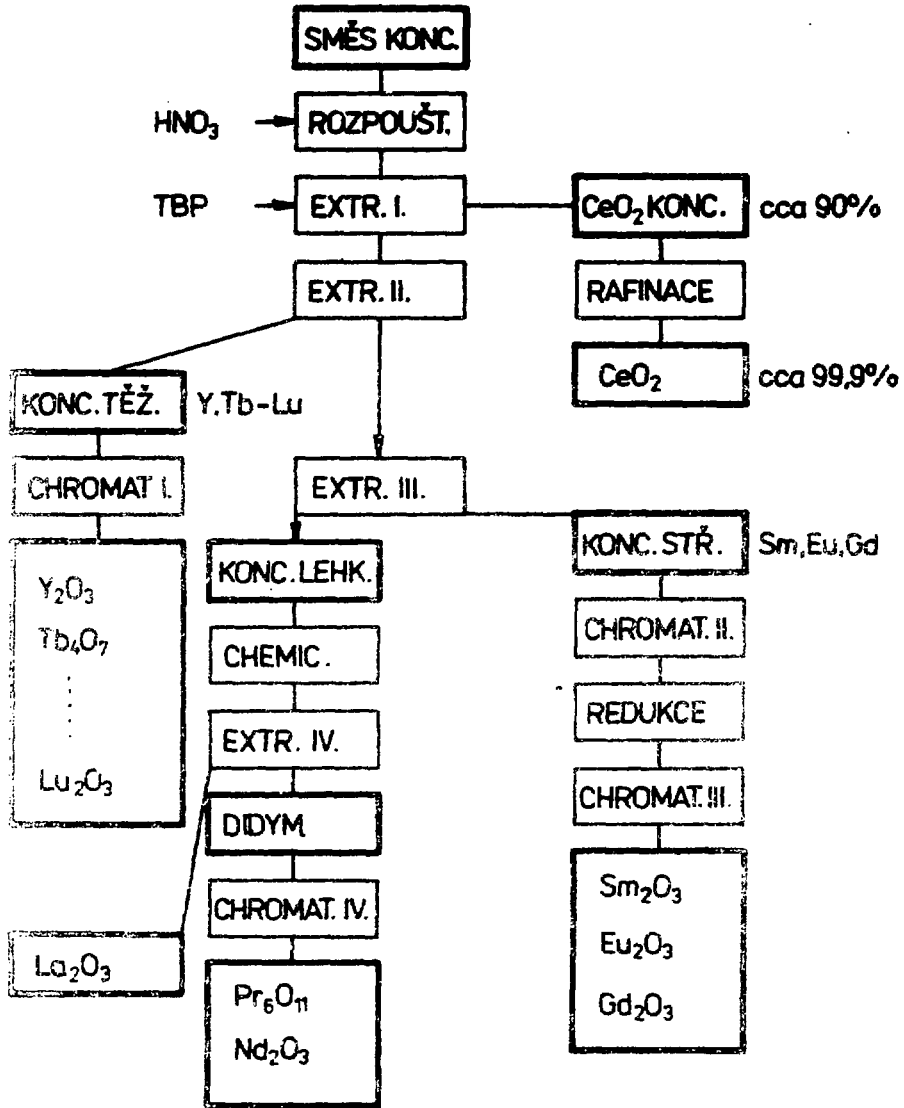 SMĚS KONC.
HNO₃
ROZPOUŠT.
TBP
EXTR. I.
CeO₂ KONC.
cca 90%
EXTR. II.
RAFINACE
CeO₂
cca 99,9%
KONC. TĚŽ.
Y.Tb-Lu
CHROMAT I.
EXTR. III.
KONC. LEHK.
KONC. STŘ.
Sm,Eu,Gd
Y₂O₃
Tb₄O₇
Lu₂O₃
CHEMIC.
CHROMAT. II.
EXTR. IV.
REDUKCE
DIDYM
CHROMAT. III.
CHROMAT. IV.
La₂O₃
Pr₆O₁₁
Nd₂O₃
Sm₂O₃
Eu₂O₃
Gd₂O₃